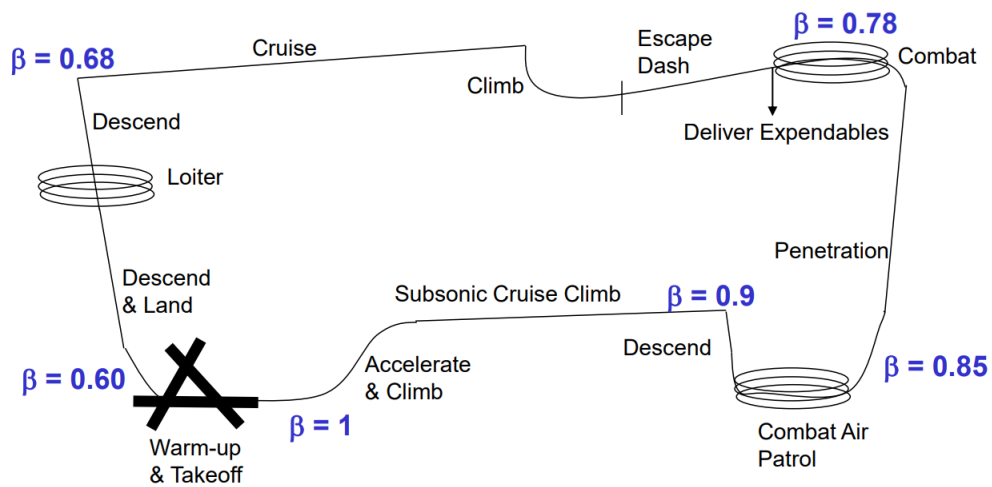 β = 0.68
Cruise
Escape
Dash
β = 0.78
Combat
Climb
Descend
Deliver Expendables
Loiter
Penetration
Descend
& Land
Subsonic Cruise Climb
β = 0.9
Descend
β = 0.60
Accelerate
& Climb
β = 0.85
β = 1
Warm-up
& Takeoff
Combat Air
Patrol